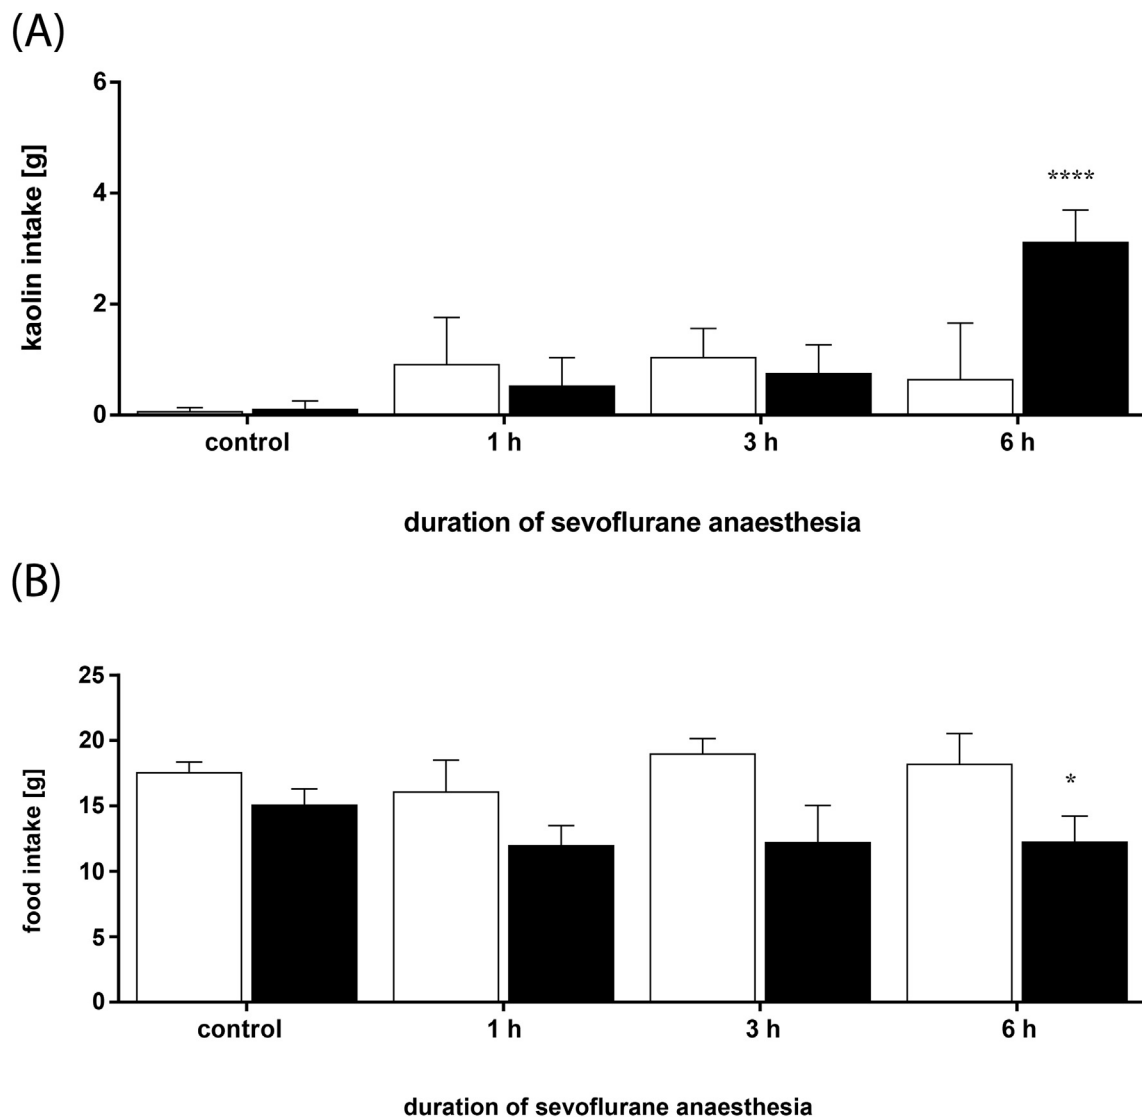 (A)
6
kaolin intake [g]
4
2
0
****
control 1 h 3 h 6 h
duration of sevoflurane anaesthesia
(B)
25
food intake [g]
20
15
10
5
0
*
control 1 h 3 h 6 h
duration of sevoflurane anaesthesia